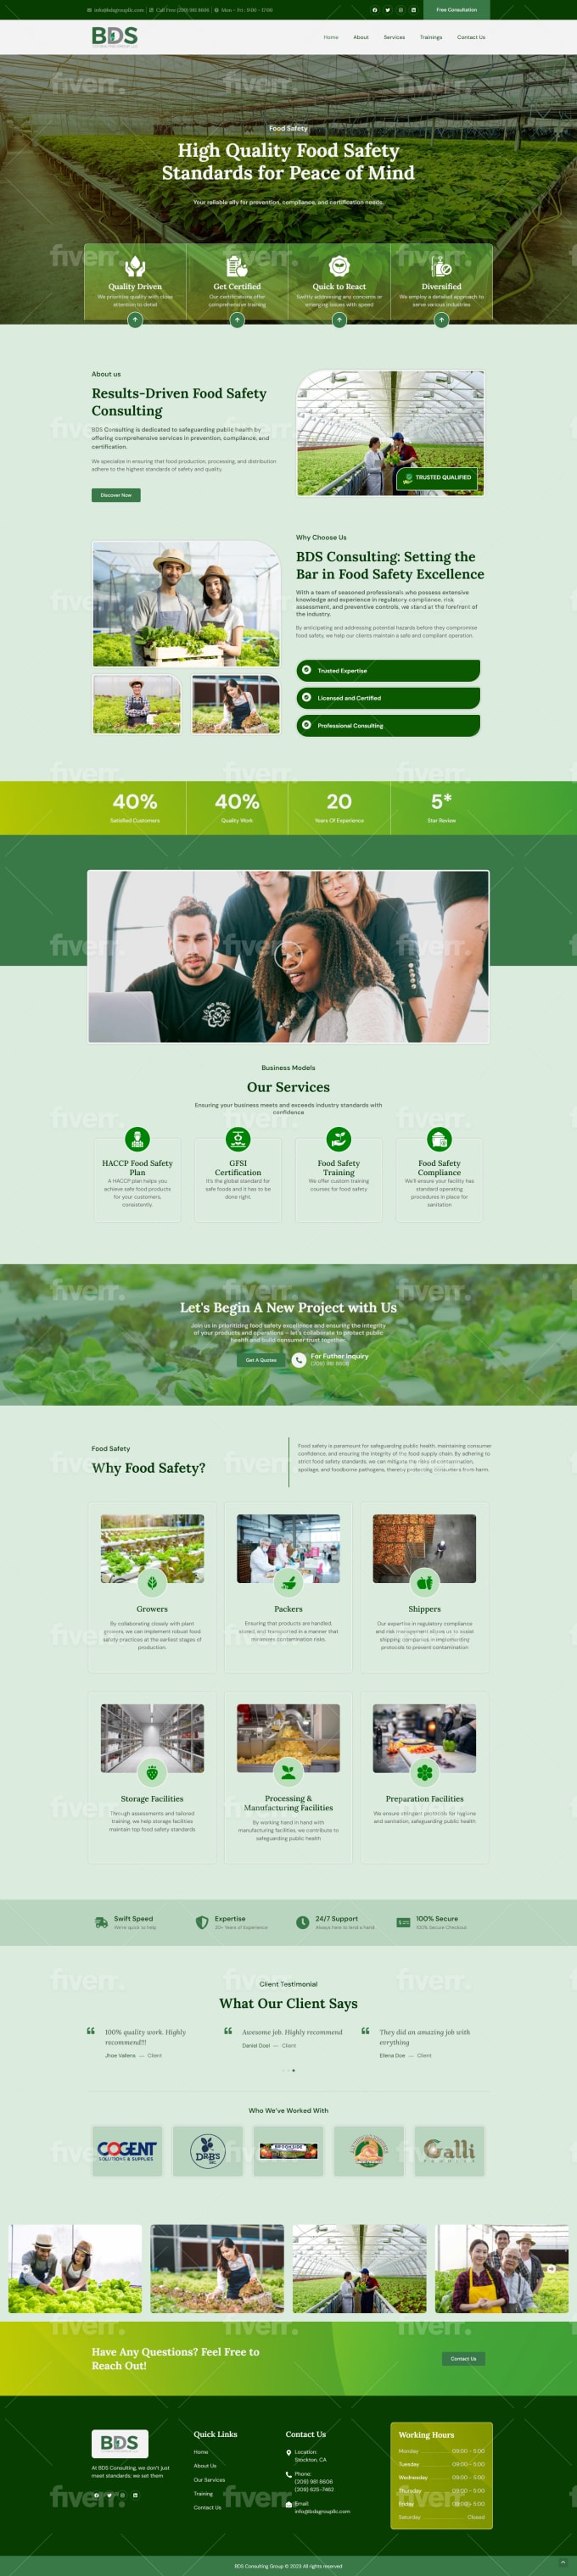 info@bdsgroupllc.com
Call Free (209) 981 8606
Mon - Fri : 9:00 - 17:00
Free Consultation
BDS
Home
About
Services
Trainings
Contact Us
Food Safety
High Quality Food Safety
Standards for Peace of Mind
Your reliable ally for prevention, compliance, and certification needs.
fiverr.
Quality Driven
We prioritize quality with close
attention to detail
Get Certified
Our certifications offer
comprehensive training
Quick to React
Swiftly addressing any concerns or
emerging issues with speed
Diversified
We employ a detailed approach to
serve various industries
About us
Results-Driven Food Safety
Consulting
BDS Consulting is dedicated to safeguarding public health by
offering comprehensive services in prevention, compliance, and
certification.
We specialize in ensuring that food production, processing, and distribution
adhere to the highest standards of safety and quality.
Discover Now
TRUSTED QUALIFIED
Why Choose Us
BDS Consulting: Setting the
Bar in Food Safety Excellence
With a team of seasoned professionals who possess extensive
knowledge and experience in regulatory compliance, risk
assessment, and preventive controls, we stand at the forefront of
the industry.
By anticipating and addressing potential hazards before they compromise
food safety, we help our clients maintain a safe and compliant operation.
Trusted Expertise
Licensed and Certified
Professional Consulting
40%
Satisfied Customers
40%
Quality Work
20
Years Of Experience
5*
Star Review
Business Models
Our Services
Ensuring your business meets and exceeds industry standards with
confidence
HACCP Food Safety
Plan
A HACCP plan helps you
achieve safe food products
for your customers,
consistently.
GFSI
Certification
It's the global standard for
safe foods and it has to be
done right.
Food Safety
Training
We offer custom training
courses for food safety
Food Safety
Compliance
We'll ensure your facility has
standard operating
procedures in place for
sanitation
Let's Begin A New Project with Us
Join us in prioritizing food safety excellence and ensuring the integrity
of your products and operations – let's collaborate to protect public
health and build consumer trust together.
Get A Quotes
For Futher Inquiry
(209) 981 8606
Food Safety
Why Food Safety?
Food safety is paramount for safeguarding public health, maintaining consumer
confidence, and ensuring the integrity of the food supply chain. By adhering to
strict food safety standards, we can mitigate the risks of contamination,
spoilage, and foodborne pathogens, thereby protecting consumers from harm.
Growers
By collaborating closely with plant
growers, we can implement robust food
safety practices at the earliest stages of
production.
Packers
Ensuring that products are handled,
stored, and transported in a manner that
minimizes contamination risks.
Shippers
Our expertise in regulatory compliance
and risk management allows us to assist
shipping companies in implementing
protocols to prevent contamination
Storage Facilities
Through assessments and tailored
training, we help storage facilities
maintain top food safety standards
Processing &
Manufacturing Facilities
By working hand in hand with
manufacturing facilities, we contribute to
safeguarding public health
Preparation Facilities
We ensure stringent protocols for hygiene
and sanitation, safeguarding public health
Swift Speed
We're quick to help
Expertise
20+ Years of Experience
24/7 Support
Always here to lend a hand
100% Secure
100% Secure Checkout
Client Testimonial
What Our Client Says
100% quality work. Highly
recommend!!!
Jhoe Vallens — Client
Awesome job. Highly recommend
Daniel Doel — Client
They did an amazing job with
evrything
Ellena Doe — Client
Who We've Worked With
COGENT
SOLUTIONS & SUPPLIES
DrB'S
BROOKSIDE
Galli
Have Any Questions? Feel Free to
Reach Out!
Contact Us
BDS
At BDS Consulting, we don't just
meet standards; we set them
Quick Links
Home
About Us
Our Services
Training
Contact Us
Contact Us
Location:
Stockton, CA
Phone:
(209) 981 8606
(209) 625-7462
Email:
info@bdsgroupllc.com
Working Hours
Monday 09:00 - 5:00
Tuesday 09:00 - 5:00
Wednesday 09:00 - 5:00
Thursday 09:00 - 5:00
Friday 09:00 - 5:00
Saturday Closed
BDS Consulting Group © 2023 All rights reserved